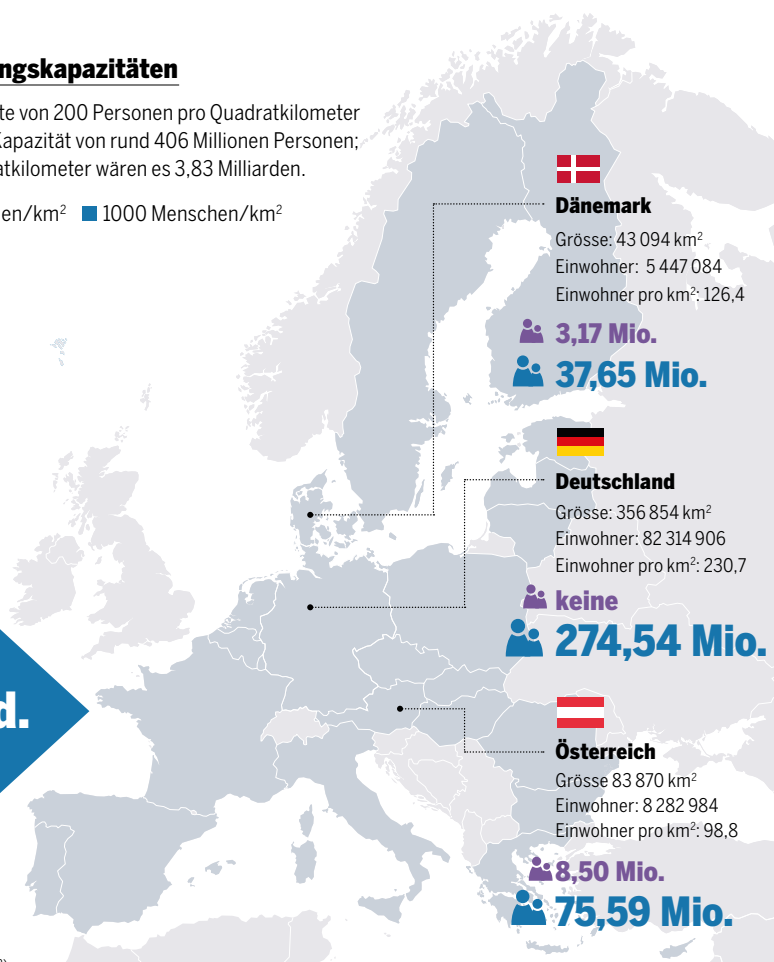 ngskapazitäten
te von 200 Personen pro Quadratkilometer
Kapazität von rund 406 Millionen Personen;
atkilometer wären es 3,83 Milliarden.
en/km² 1000 Menschen/km²
Dänemark
Grösse: 43 094 km²
Einwohner: 5 447 084
Einwohner pro km²: 126,4
3,17 Mio.
37,65 Mio.
Deutschland
Grösse: 356 854 km²
Einwohner: 82 314 906
Einwohner pro km²: 230,7
keine
274,54 Mio.
d.
Österreich
Grösse 83 870 km²
Einwohner: 8 282 984
Einwohner pro km²: 98,8
8,50 Mio.
75,59 Mio.